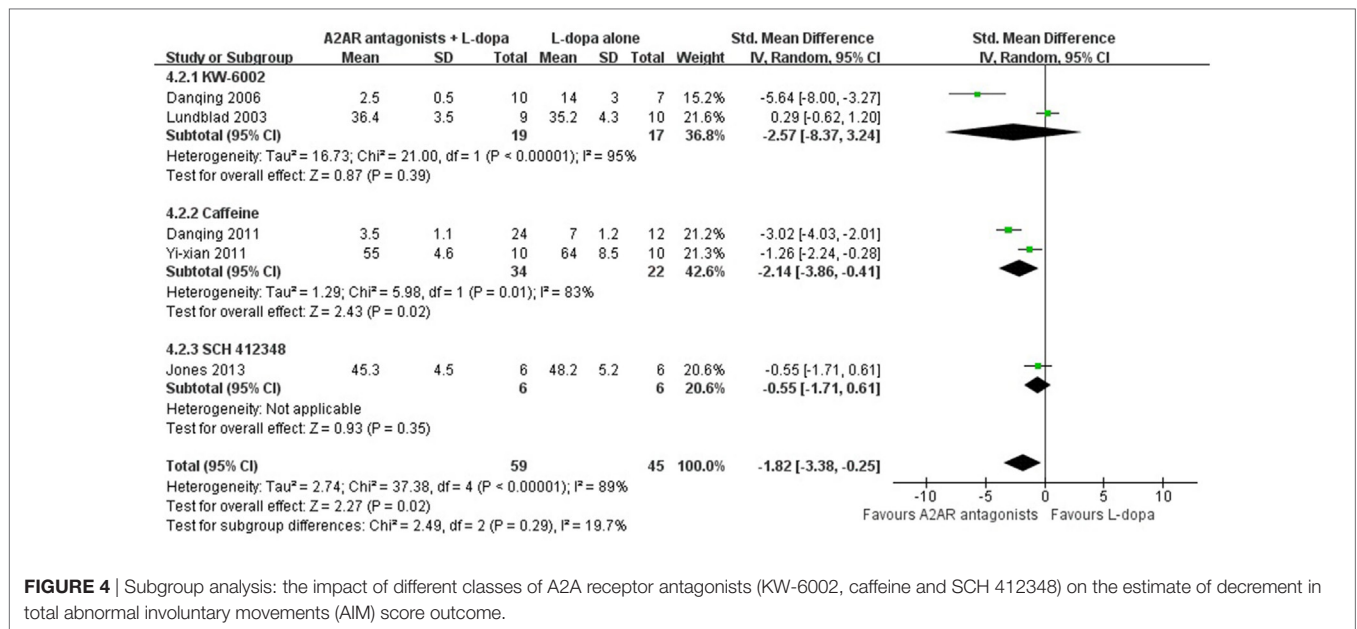 A2AR antagonists + L-dopa L-dopa alone Std. Mean Difference Std. Mean Difference
Study or Subgroup Mean SD Total Mean SD Total Weight IV, Random, 95% CI IV, Random, 95% CI
4.2.1 KW-6002
Danqing 2006 2.5 0.5 10 14 3 7 15.2% -5.64 [-8.00, -3.27]
Lundblad 2003 36.4 3.5 9 35.2 4.3 10 21.6% 0.29 [-0.62, 1.20]
Subtotal (95% CI) 19 17 36.8% -2.57 [-8.37, 3.24]
Heterogeneity: Tau² = 16.73; Chi² = 21.00, df = 1 (P < 0.00001); I² = 95%
Test for overall effect: Z = 0.87 (P = 0.39)
4.2.2 Caffeine
Danqing 2011 3.5 1.1 24 7 1.2 12 21.2% -3.02 [-4.03, -2.01]
Yi-xian 2011 55 4.6 10 64 8.5 10 21.3% -1.26 [-2.24, -0.28]
Subtotal (95% CI) 34 22 42.6% -2.14 [-3.86, -0.41]
Heterogeneity: Tau² = 1.29; Chi² = 5.98, df = 1 (P = 0.01); I² = 83%
Test for overall effect: Z = 2.43 (P = 0.02)
4.2.3 SCH 412348
Jones 2013 45.3 4.5 6 48.2 5.2 6 20.6% -0.55 [-1.71, 0.61]
Subtotal (95% CI) 6 6 20.6% -0.55 [-1.71, 0.61]
Heterogeneity: Not applicable
Test for overall effect: Z = 0.93 (P = 0.35)
Total (95% CI) 59 45 100.0% -1.82 [-3.38, -0.25]
Heterogeneity: Tau² = 2.74; Chi² = 37.38, df = 4 (P < 0.00001); I² = 89%
Test for overall effect: Z = 2.27 (P = 0.02)
Test for subgroup differences: Chi² = 2.49, df = 2 (P = 0.29), I² = 19.7%
-10 -5 0 5 10
Favours A2AR antagonists Favours L-dopa
FIGURE 4 | Subgroup analysis: the impact of different classes of A2A receptor antagonists (KW-6002, caffeine and SCH 412348) on the estimate of decrement in
total abnormal involuntary movements (AIM) score outcome.